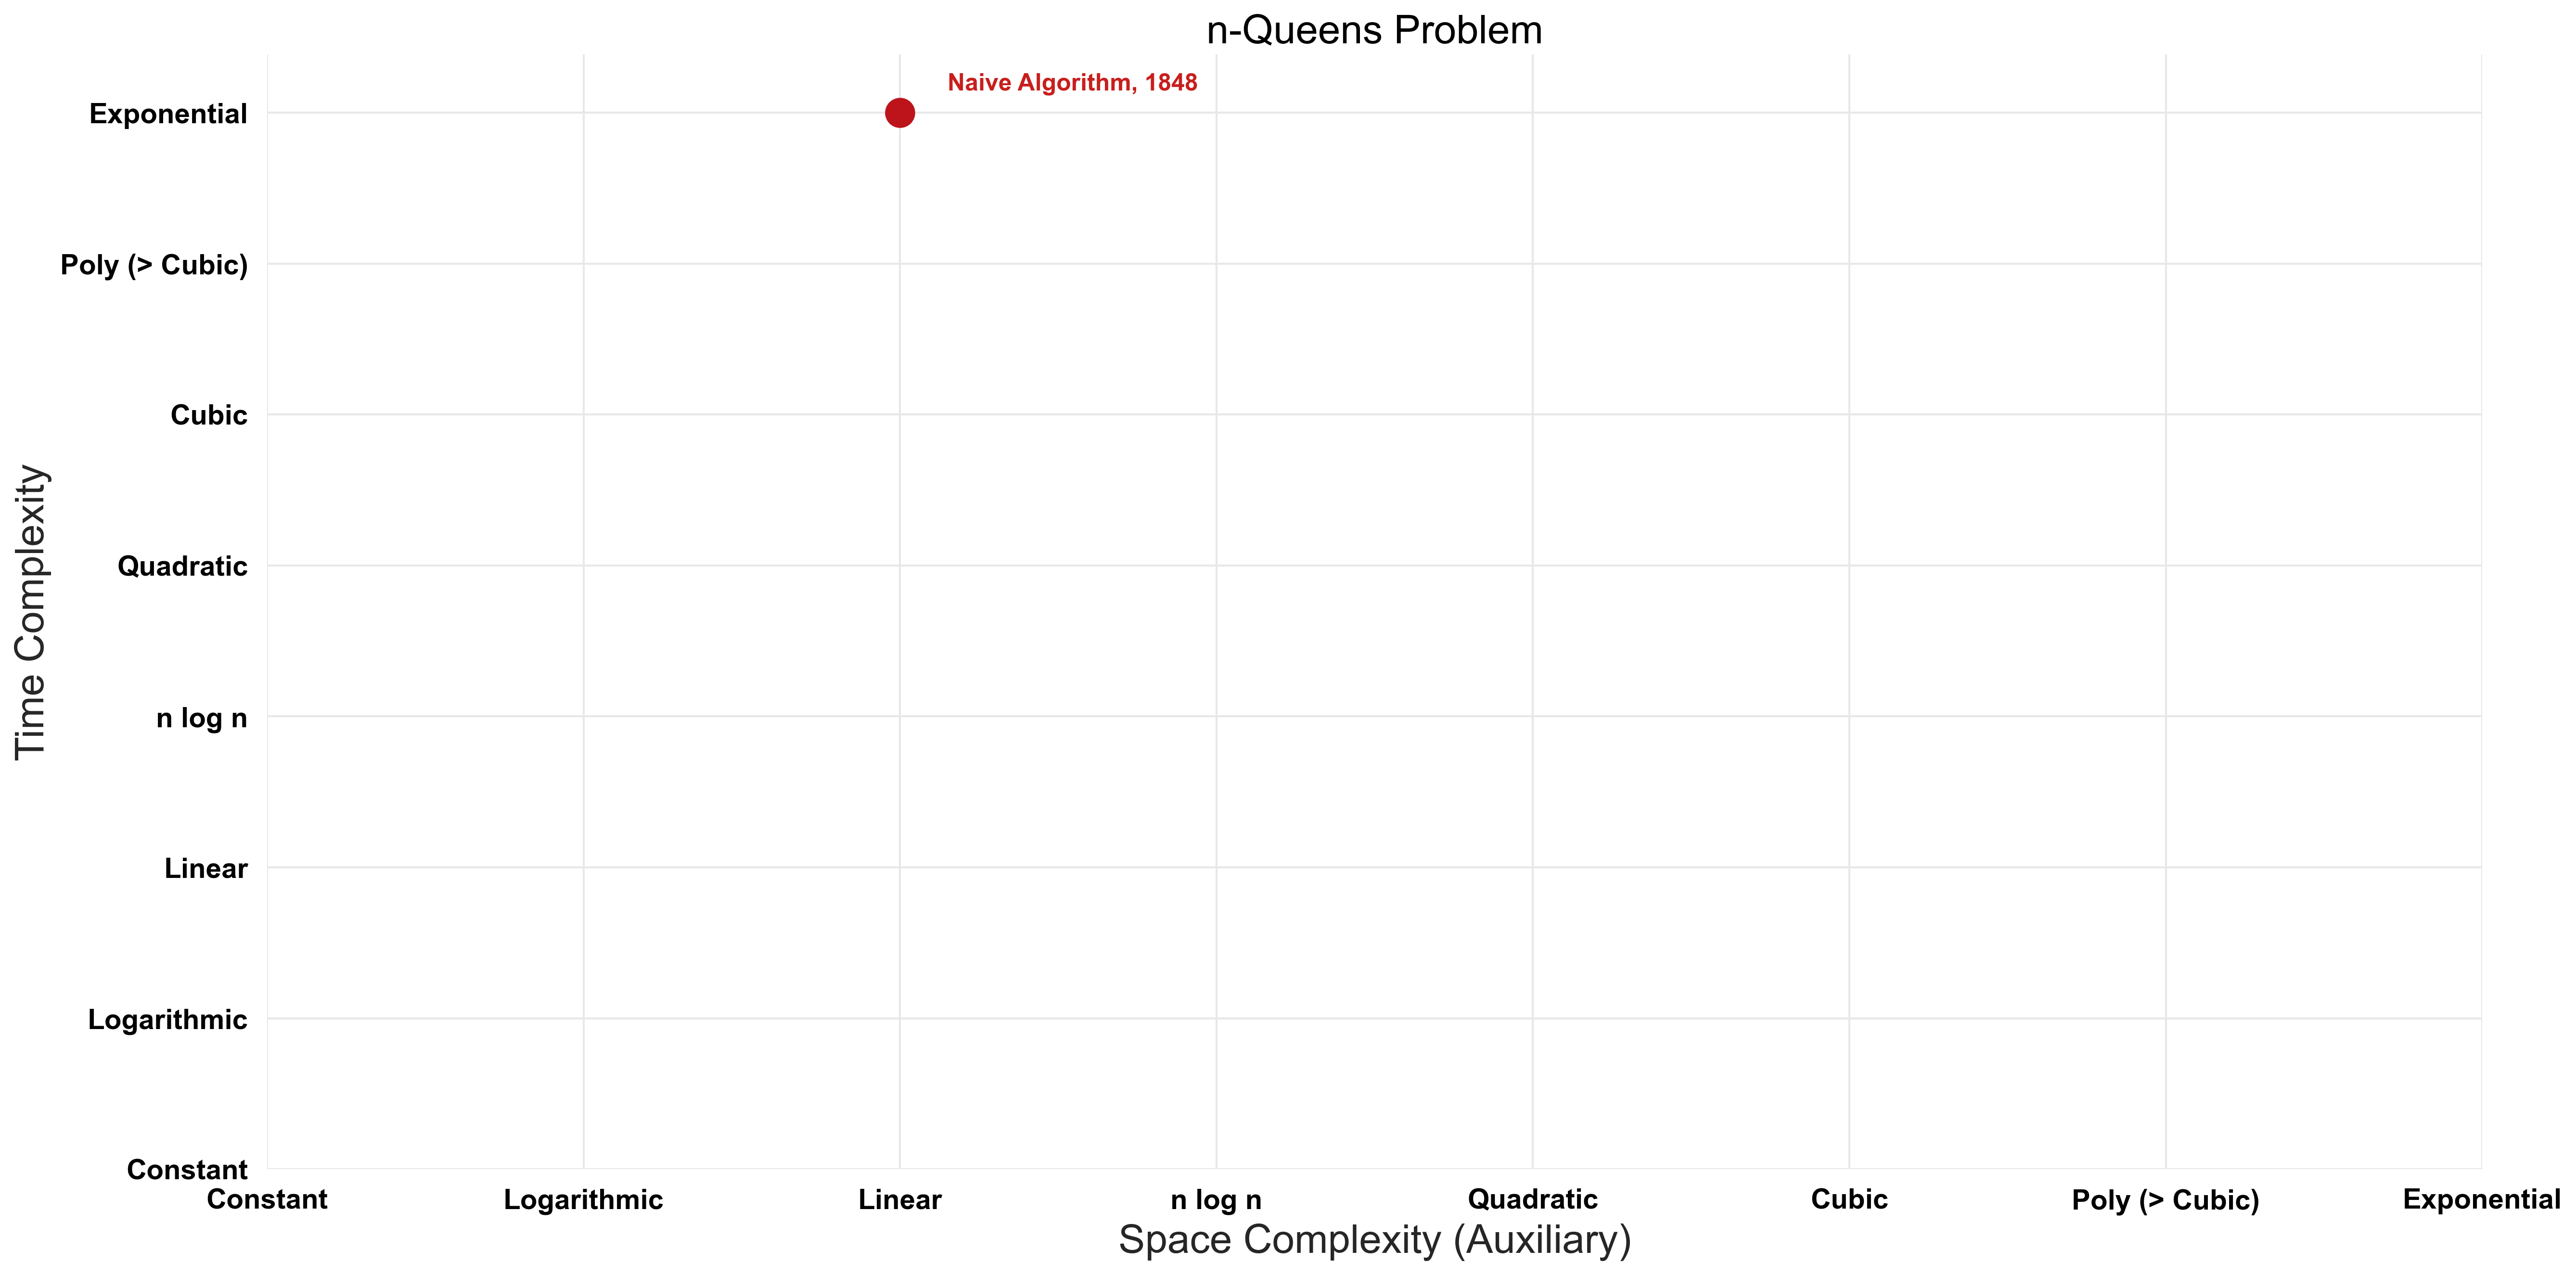 n-Queens Problem
Naive Algorithm, 1848
Exponential
Poly (> Cubic)
Cubic
Quadratic
n log n
Linear
Logarithmic
Constant
Time Complexity
Constant Logarithmic Linear n log n Quadratic Cubic Poly (> Cubic) Exponential
Space Complexity (Auxiliary)